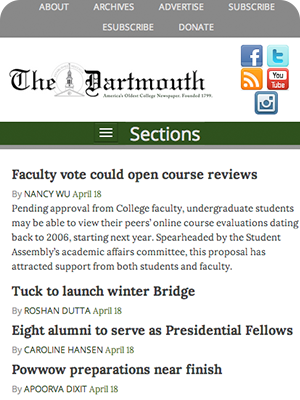 ABOUT ARCHIVES ADVERTISE SUBSCRIBE
ESUBSCRIBE DONATE
The Dartmouth
America's Oldest College Newspaper. Founded 1799.
You
Tube
Sections
Faculty vote could open course reviews
By NANCY WU April 18
Pending approval from College faculty, undergraduate students
may be able to view their peers' online course evaluations dating
back to 2006, starting next year. Spearheaded by the Student
Assembly's academic affairs committee, this proposal has
attracted support from both students and faculty.
Tuck to launch winter Bridge
By ROSHAN DUTTA April 18
Eight alumni to serve as Presidential Fellows
By CAROLINE HANSEN April 18
Powwow preparations near finish
By APOORVA DIXIT April 18